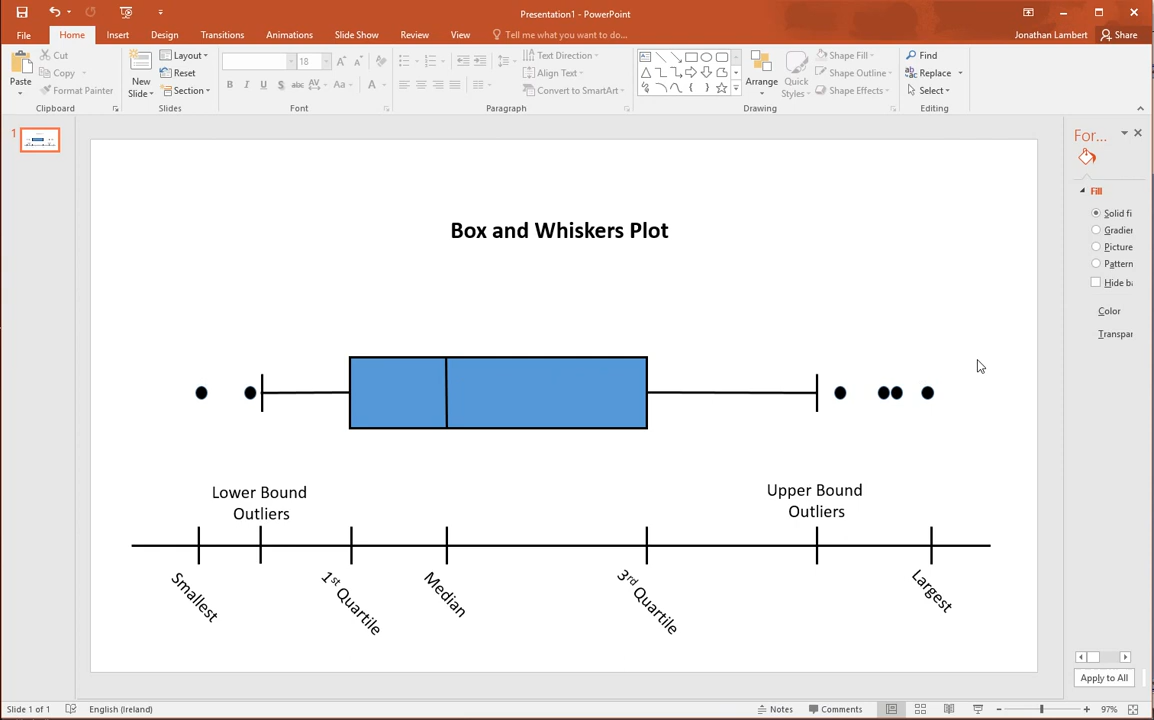 Presentation1 - PowerPoint
File Home Insert Design Transitions Animations Slide Show Review View Tell me what you want to do... Jonathan Lambert Share
Paste
Cut
Copy
Format Painter
Clipboard
New Slide
Layout
Reset
Section
Slides
18
B I U S abc AV Aa A
Font
Text Direction
Align Text
Convert to SmartArt
Paragraph
Arrange
Quick Styles
Shape Fill
Shape Outline
Shape Effects
Drawing
Find
Replace
Select
Editing
1
Box and Whiskers Plot
Lower Bound
Outliers
Upper Bound
Outliers
Smallest
1st Quartile
Median
3rd Quartile
Largest
For...
Fill
Solid fi
Gradier
Picture
Pattern
Hide ba
Color
Transpar
Apply to All
Slide 1 of 1 English (Ireland) Notes Comments 97%